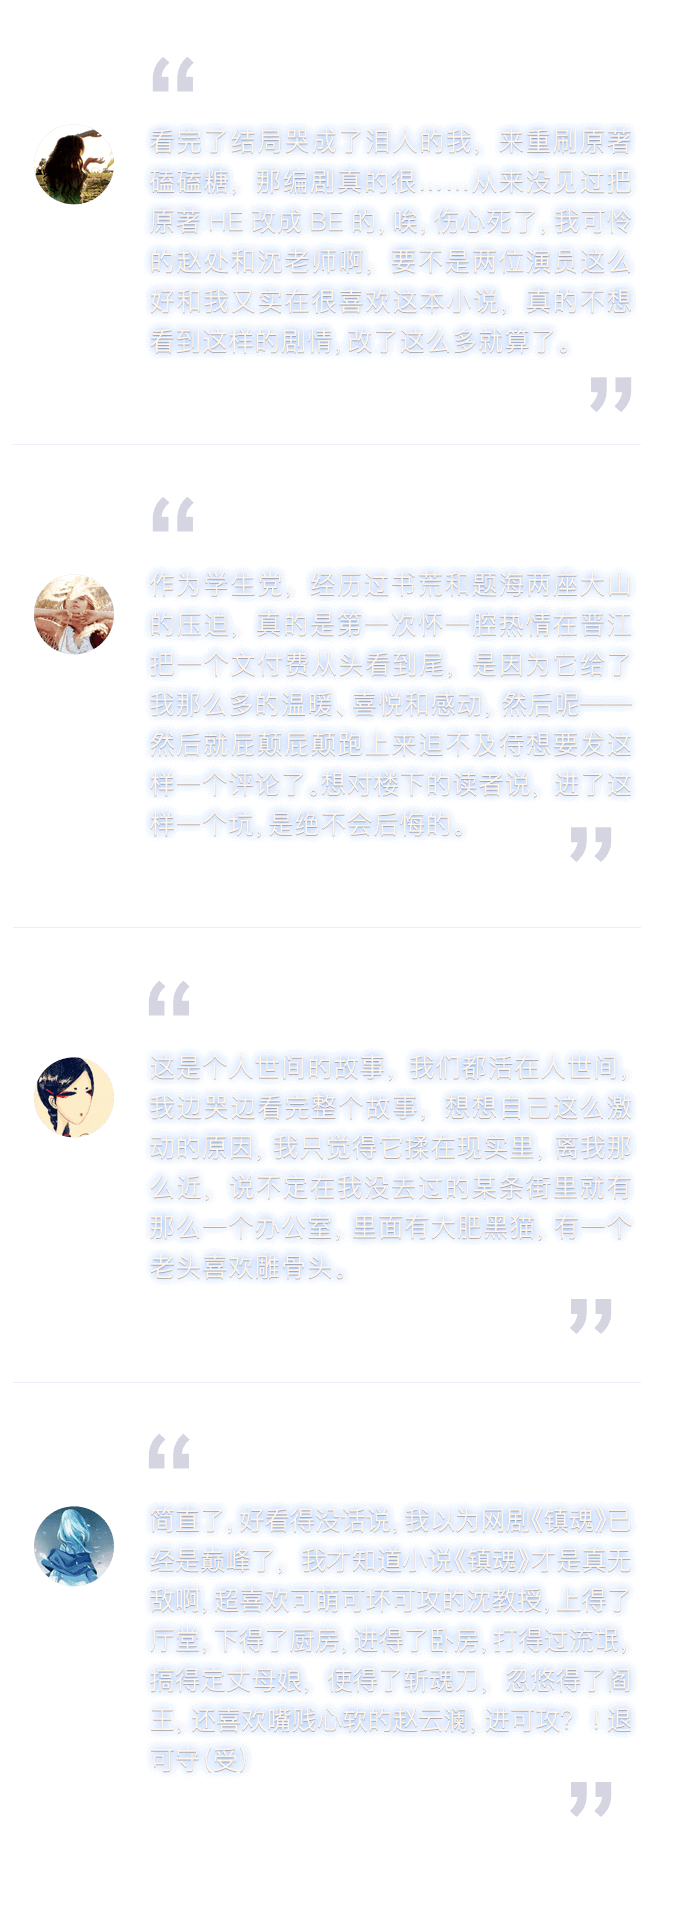 “
看完了结局哭成了泪人的我，来重刷原著
磕磕糖，那编剧真的很……从来没见过把
原著 HE 改成 BE 的，唉，伤心死了，我可怜
的赵处和沈老师啊，要不是两位演员这么
好和我又实在很喜欢这本小说，真的不想
看到这样的剧情，改了这么多就算了。
”
“
作为学生党，经历过书荒和题海两座大山
的压迫，真的是第一次怀一腔热情在晋江
把一个文付费从头看到尾，是因为它给了
我那么多的温暖、喜悦和感动，然后呢——
然后就屁颠屁颠跑上来迫不及待想要发这
样一个评论了。想对楼下的读者说，进了这
样一个坑，是绝不会后悔的。
”
“
这是个人世间的故事，我们都活在人世间，
我边哭边看完整个故事，想想自己这么激
动的原因，我只觉得它揉在现实里，离我那
么近，说不定在我没去过的某条街里就有
那么一个办公室，里面有大肥黑猫，有一个
老头喜欢雕骨头。
”
“
简直了，好看得没话说，我以为网剧《镇魂》已
经是巅峰了，我才知道小说《镇魂》才是真无
敌啊，超喜欢可萌可坏可攻的沈教授，上得了
厅堂，下得了厨房，进得了卧房，打得过流氓，
搞得定丈母娘，使得了斩魂刀，忽悠得了阎
王，还喜欢嘴贱心软的赵云澜，进可攻？！退
可守（受）
”